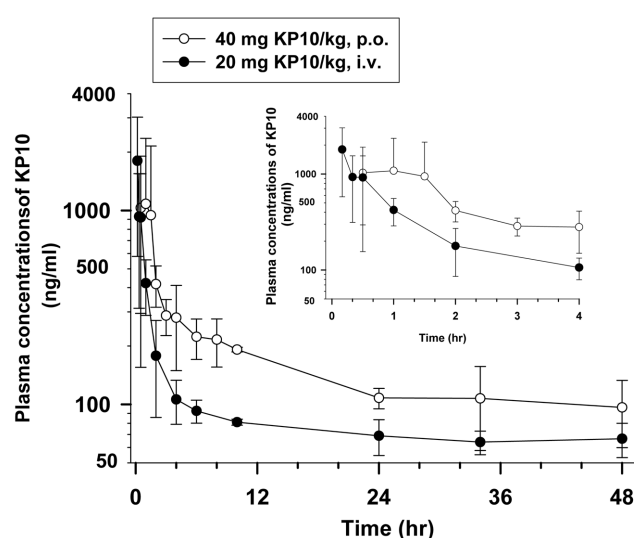 40 mg KP10/kg, p.o.
20 mg KP10/kg, i.v.
Plasma concentrationsof KP10
(ng/ml)
4000
1000
500
100
50
0
12
24
36
48
Time (hr)
Plasma concentrations of KP10
(ng/ml)
4000
1000
500
100
50
0
1
2
3
4
Time (hr)